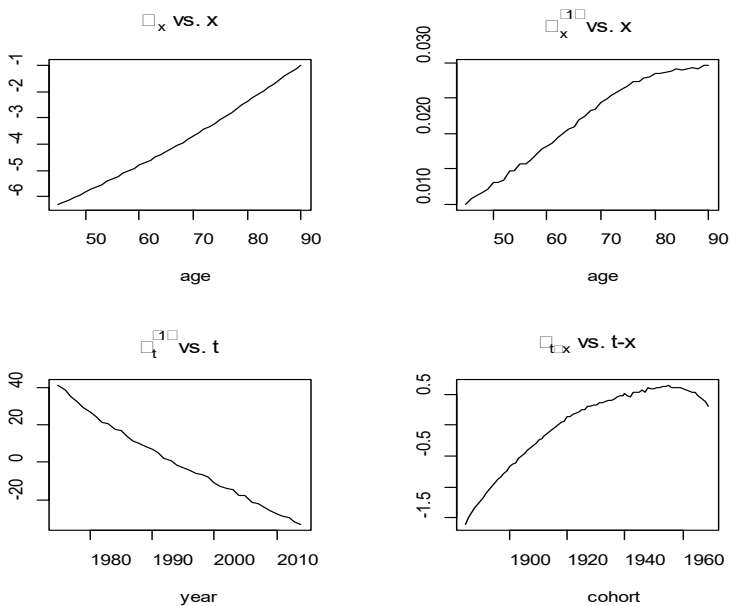 □x vs. x
-1
-2
-3
-4
-5
-6
50 60 70 80 90
age
□x□1□ vs. x
0.030
0.020
0.010
50 60 70 80 90
age
□t□1□ vs. t
40
20
0
-20
1980 1990 2000 2010
year
□t□x vs. t-x
0.5
-0.5
-1.5
1900 1920 1940 1960
cohort